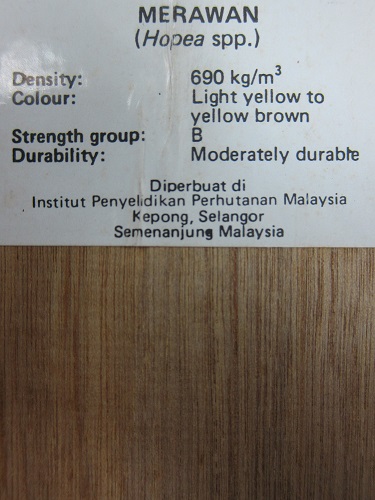 MERAWAN
(Hopea spp.)
Density: 690 kg/m³
Colour: Light yellow to
yellow brown
Strength group: B
Durability: Moderately durable
Diperbuat di
Institut Penyelidikan Perhutanan Malaysia
Kepong, Selangor
Semenanjung Malaysia